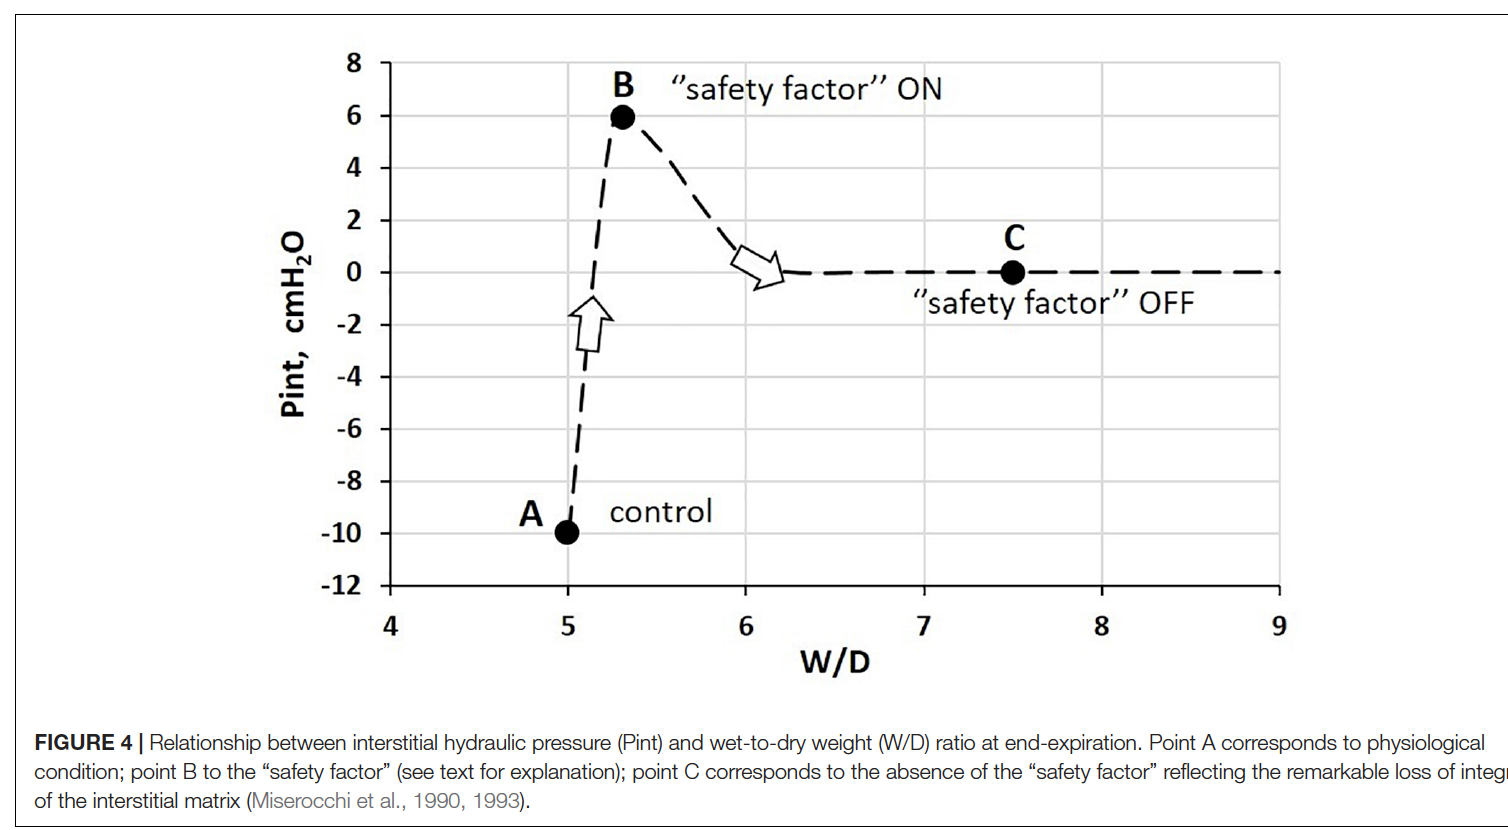 8
B
‘’safety factor’’ ON
6
4
2
C
0
‘’safety factor’’ OFF
-2
-4
Pint, cmH2O
-6
-8
A
control
-10
-12
4 5 6 7 8 9
W/D
FIGURE 4 | Relationship between interstitial hydraulic pressure (Pint) and wet-to-dry weight (W/D) ratio at end-expiration. Point A corresponds to physiological
condition; point B to the “safety factor” (see text for explanation); point C corresponds to the absence of the “safety factor” reflecting the remarkable loss of integr
of the interstitial matrix (Miserocchi et al., 1990, 1993).